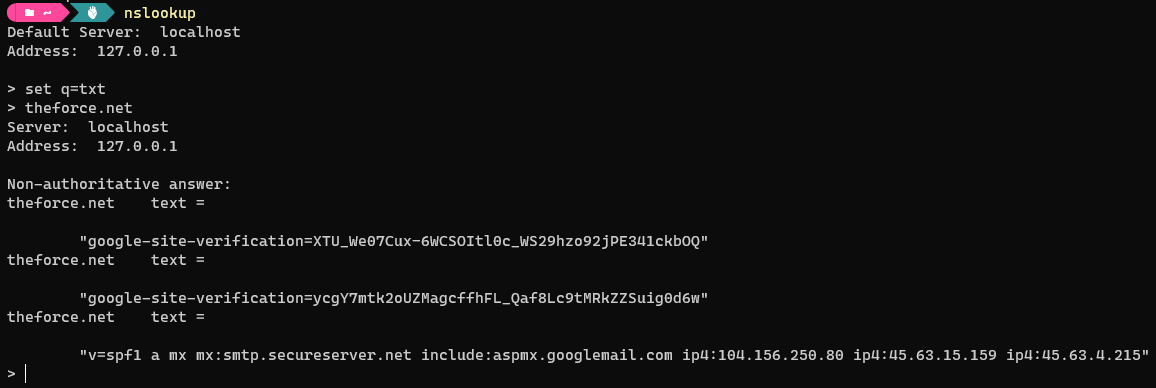 nslookup
Default Server:  localhost
Address:  127.0.0.1
> set q=txt
> theforce.net
Server:  localhost
Address:  127.0.0.1
Non-authoritative answer:
theforce.net    text =
"google-site-verification=XTU_We07Cux-6WCSOItl0c_WS29hzo92jPE341ckbOQ"
theforce.net    text =
"google-site-verification=ycgY7mtk2oUZMagcffhFL_Qaf8Lc9tMRkZZSuig0d6w"
theforce.net    text =
"v=spf1 a mx mx:smtp.secureserver.net include:aspmx.googlemail.com ip4:104.156.250.80 ip4:45.63.15.159 ip4:45.63.4.215"
>